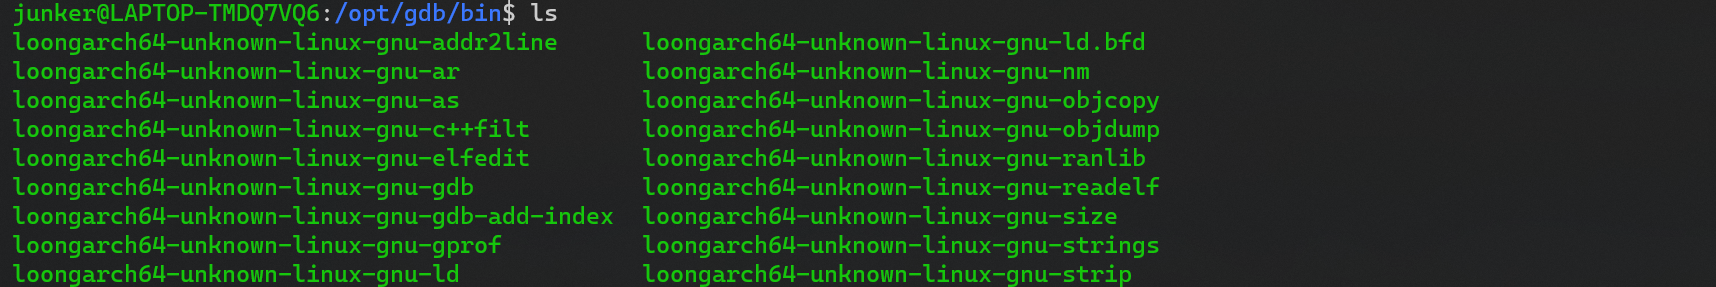 junker@LAPTOP-TMDQ7VQ6:/opt/gdb/bin$ ls
loongarch64-unknown-linux-gnu-addr2line loongarch64-unknown-linux-gnu-ld.bfd
loongarch64-unknown-linux-gnu-ar loongarch64-unknown-linux-gnu-nm
loongarch64-unknown-linux-gnu-as loongarch64-unknown-linux-gnu-objcopy
loongarch64-unknown-linux-gnu-c++filt loongarch64-unknown-linux-gnu-objdump
loongarch64-unknown-linux-gnu-elfedit loongarch64-unknown-linux-gnu-ranlib
loongarch64-unknown-linux-gnu-gdb loongarch64-unknown-linux-gnu-readelf
loongarch64-unknown-linux-gnu-gdb-add-index loongarch64-unknown-linux-gnu-size
loongarch64-unknown-linux-gnu-gprof loongarch64-unknown-linux-gnu-strings
loongarch64-unknown-linux-gnu-ld loongarch64-unknown-linux-gnu-strip